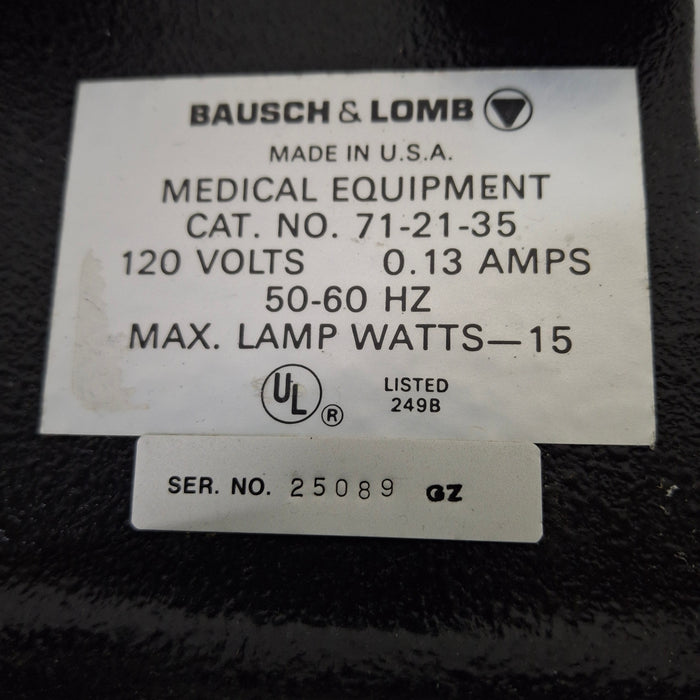 BAUSCH & LOMB
MADE IN U.S.A.
MEDICAL EQUIPMENT
CAT. NO. 71-21-35
120 VOLTS 0.13 AMPS
50-60 HZ
MAX. LAMP WATTS—15
UL ® LISTED
249B
SER. NO. 25089 GZ